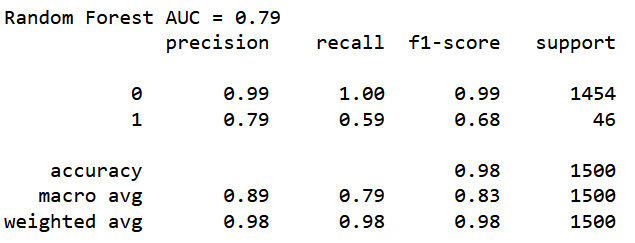 Random Forest AUC = 0.79
precision recall f1-score support
0 0.99 1.00 0.99 1454
1 0.79 0.59 0.68 46
accuracy 0.98 1500
macro avg 0.89 0.79 0.83 1500
weighted avg 0.98 0.98 0.98 1500